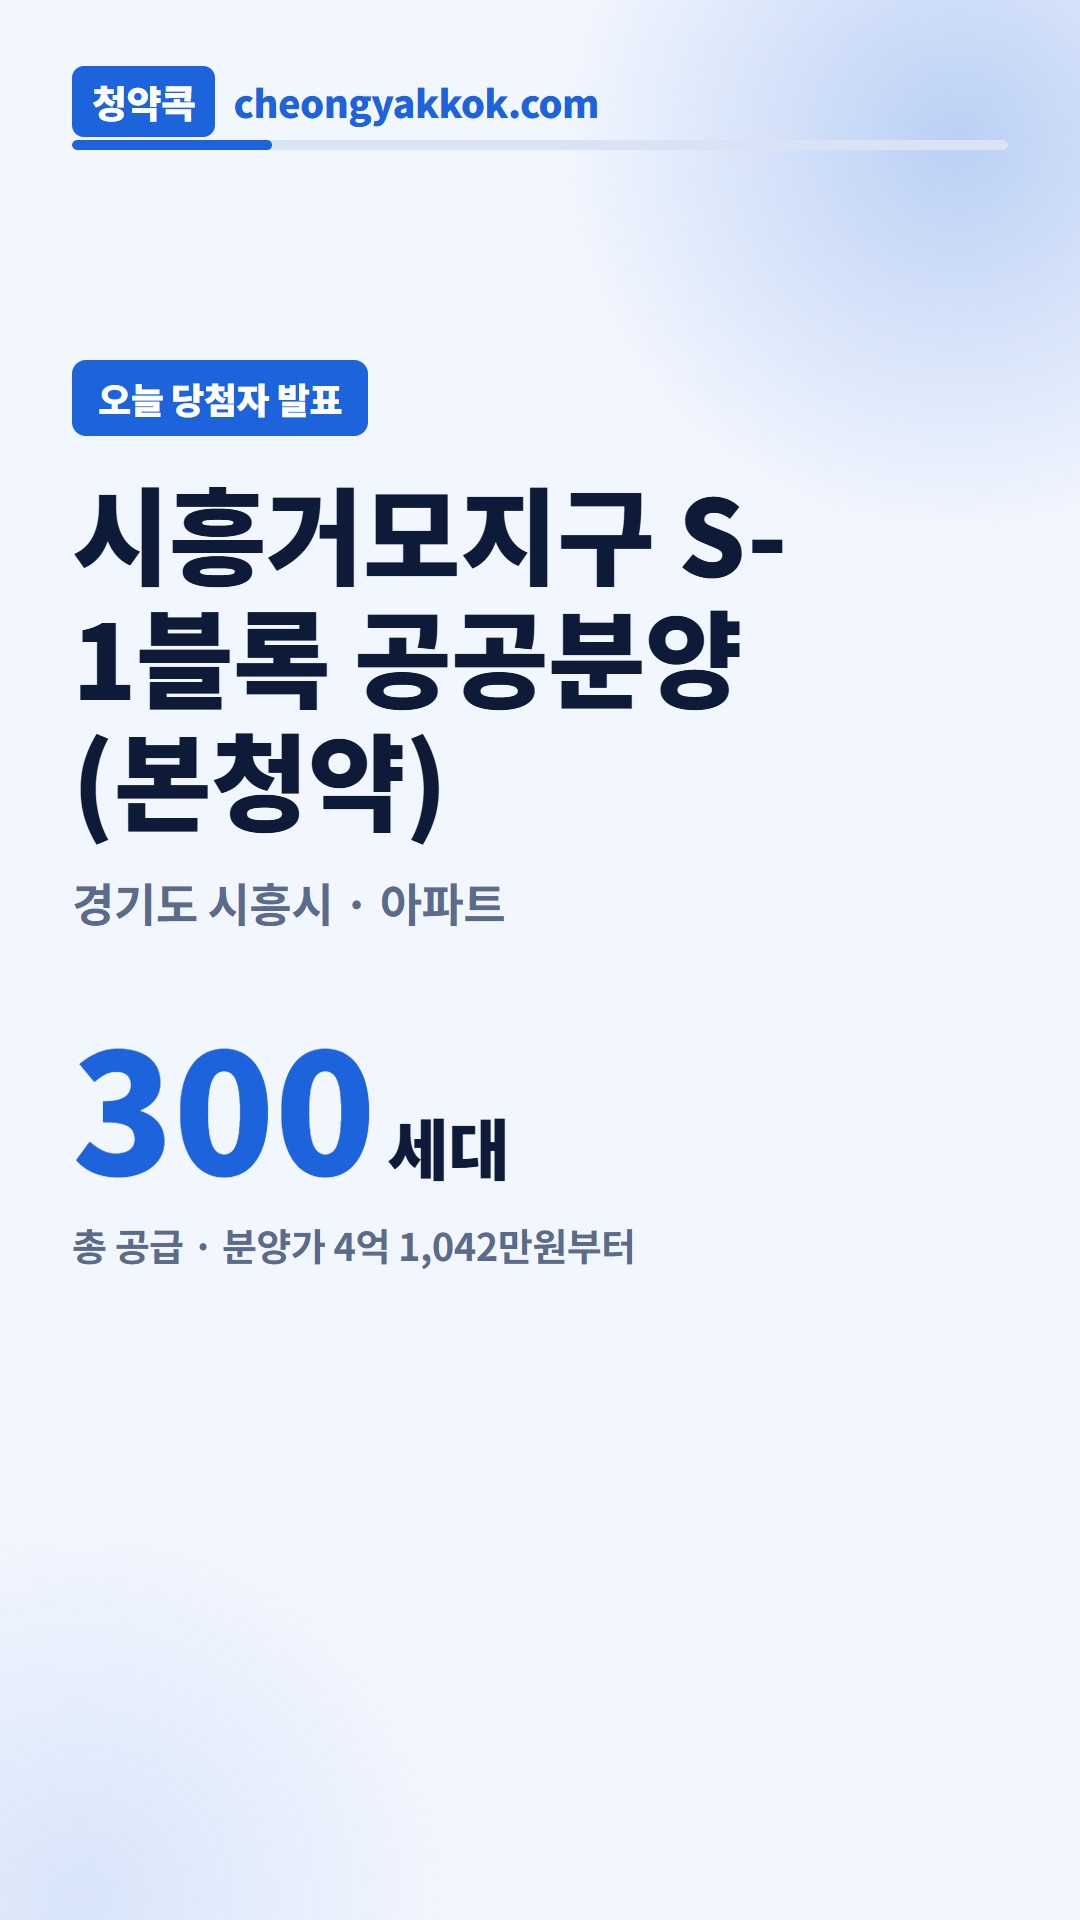 청약콕 cheongyakkok.com
오늘 당첨자 발표
시흥거모지구 S-
1블록 공공분양
(본청약)
경기도 시흥시 · 아파트
300 세대
총 공급 · 분양가 4억 1,042만원부터